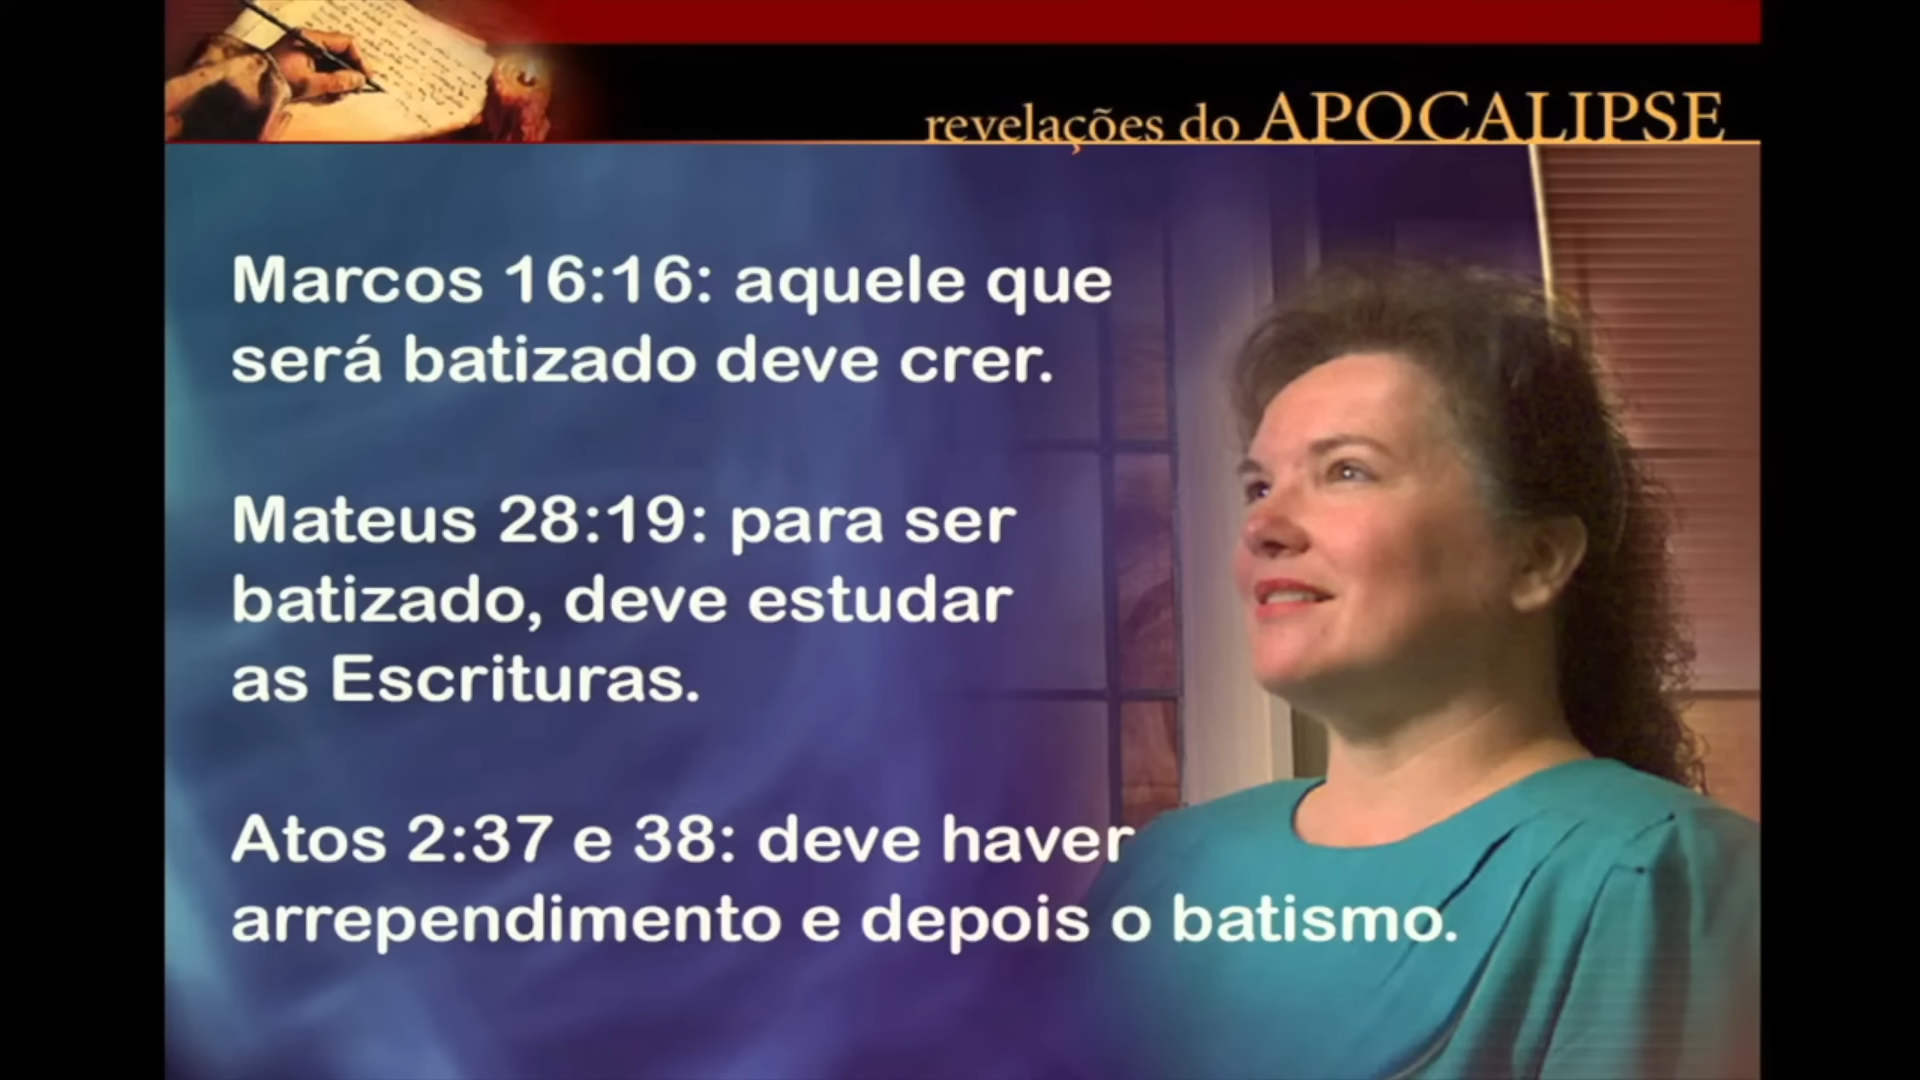 revelações do APOCALIPSE
Marcos 16:16: aquele que
será batizado deve crer.
Mateus 28:19: para ser
batizado, deve estudar
as Escrituras.
Atos 2:37 e 38: deve haver
arrependimento e depois o batismo.